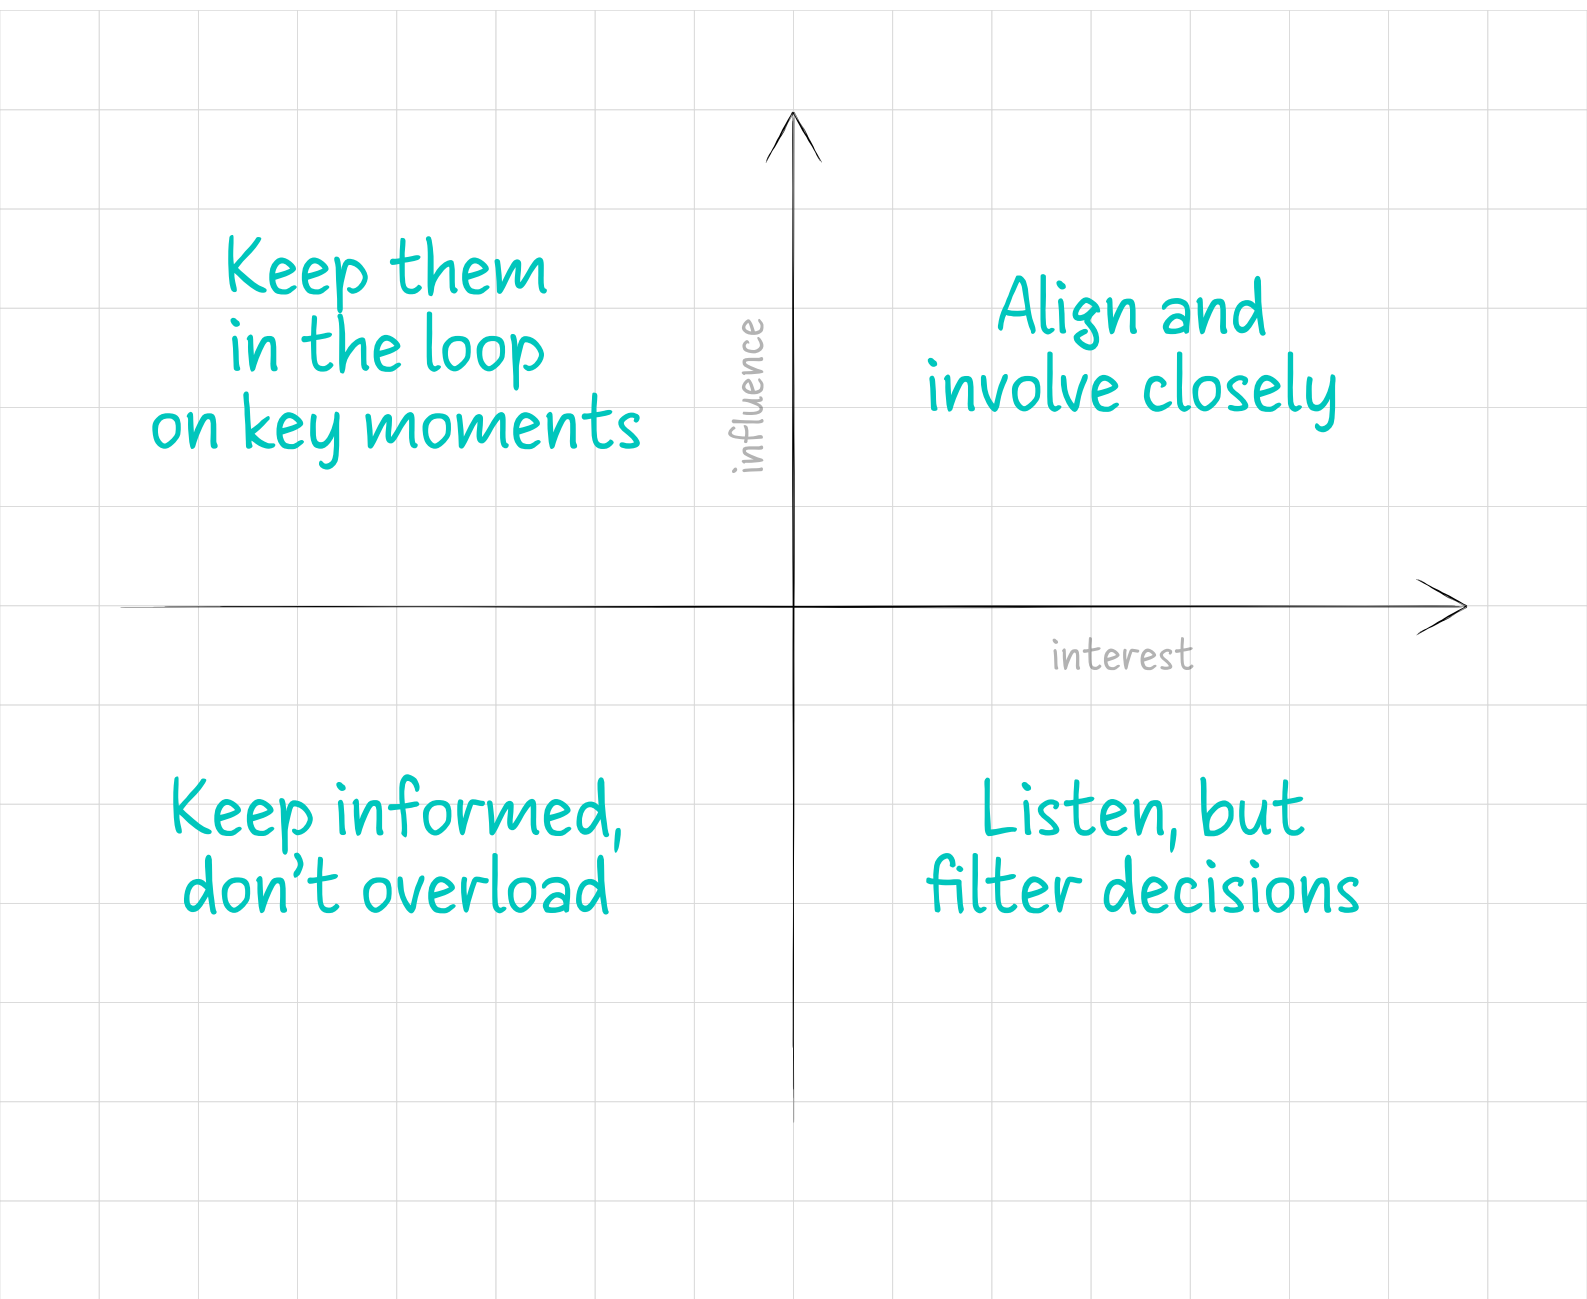 Keep them
in the loop
on key moments
influence
Align and
involve closely
interest
Keep informed,
don’t overload
Listen, but
filter decisions